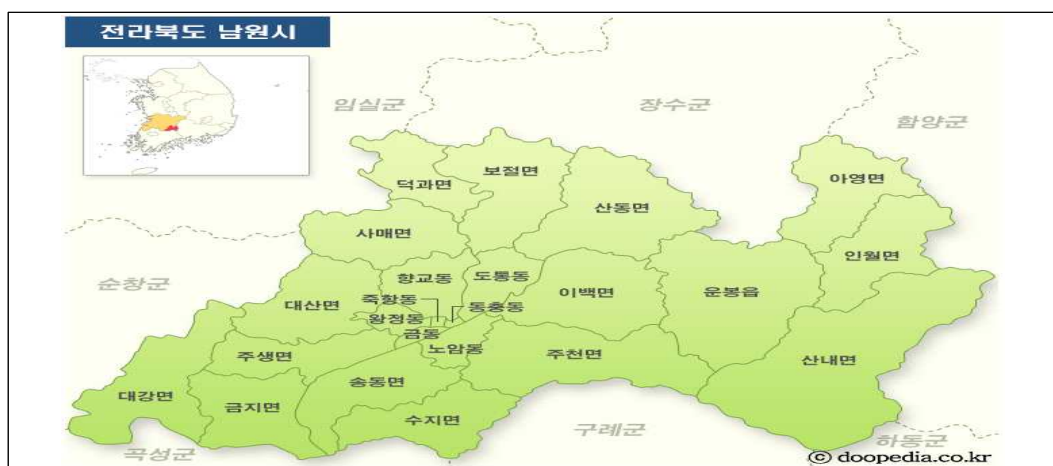 전라북도 남원시
임실군
장수군
함양군
보절면
덕과면
아영면
산동면
사매면
인월면
순창군
향교동
도통동
운봉읍
이백면
대산면
죽항동
동충동
왕정동
금동
노암동
주생면
주천면
산내면
송동면
대강면
금지면
수지면
구례군
하동군
곡성군
© doopedia.co.kr